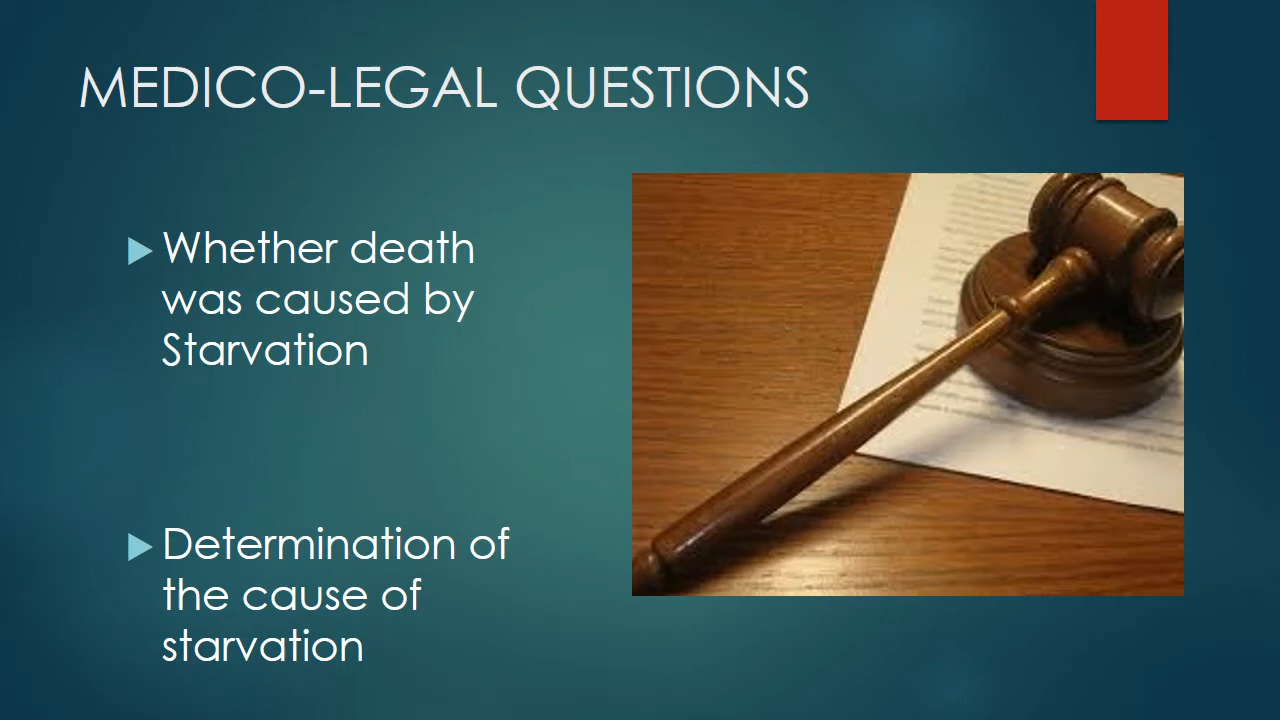 MEDICO-LEGAL QUESTIONS
Whether death
was caused by
Starvation
Determination of
the cause of
starvation